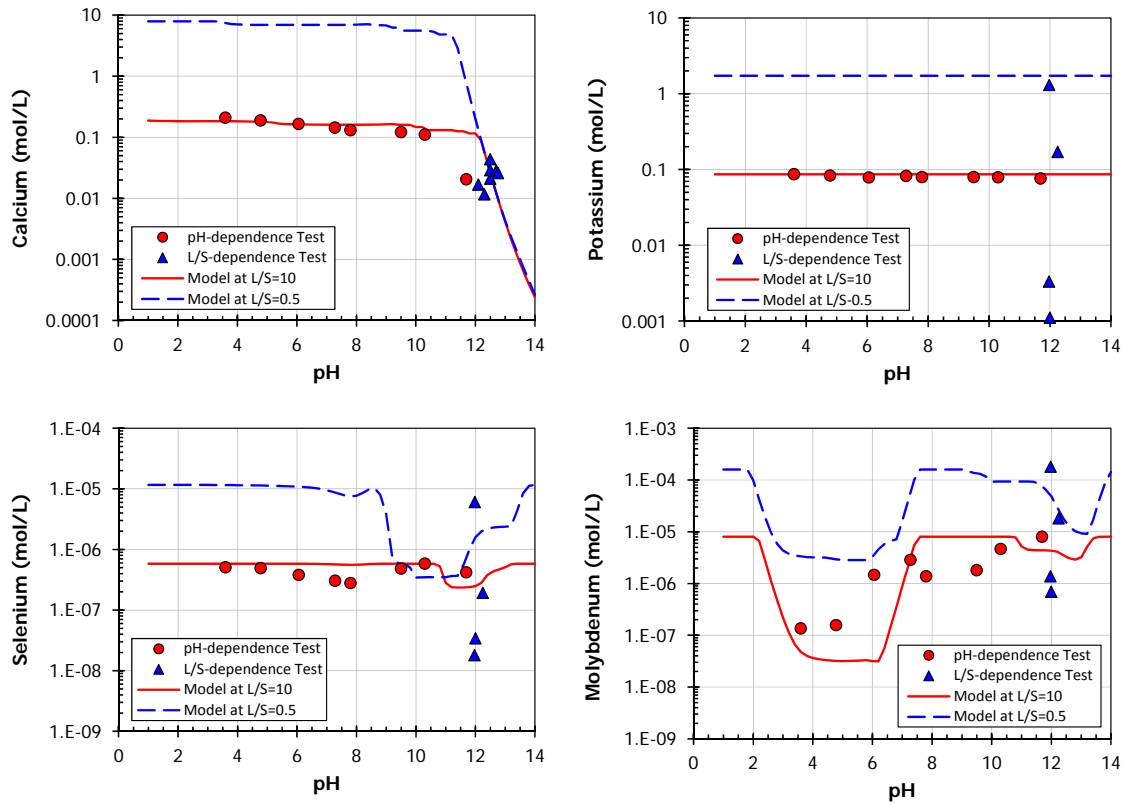 Calcium (mol/L)
10
1
0.1
0.01
0.001
0.0001
pH-dependence Test
L/S-dependence Test
Model at L/S=10
Model at L/S=0.5
0 2 4 6 8 10 12 14
pH
Potassium (mol/L)
10
1
0.1
0.01
0.001
pH-dependence Test
L/S-dependence Test
Model at L/S=10
Model at L/S-0.5
0 2 4 6 8 10 12 14
pH
Selenium (mol/L)
1.E-04
1.E-05
1.E-06
1.E-07
1.E-08
1.E-09
pH-dependence Test
L/S-dependence Test
Model at L/S=10
Model at L/S=0.5
0 2 4 6 8 10 12 14
pH
Molybdenum (mol/L)
1.E-03
1.E-04
1.E-05
1.E-06
1.E-07
1.E-08
1.E-09
pH-dependence Test
L/S-dependence Test
Model at L/S=10
Model at L/S=0.5
0 2 4 6 8 10 12 14
pH